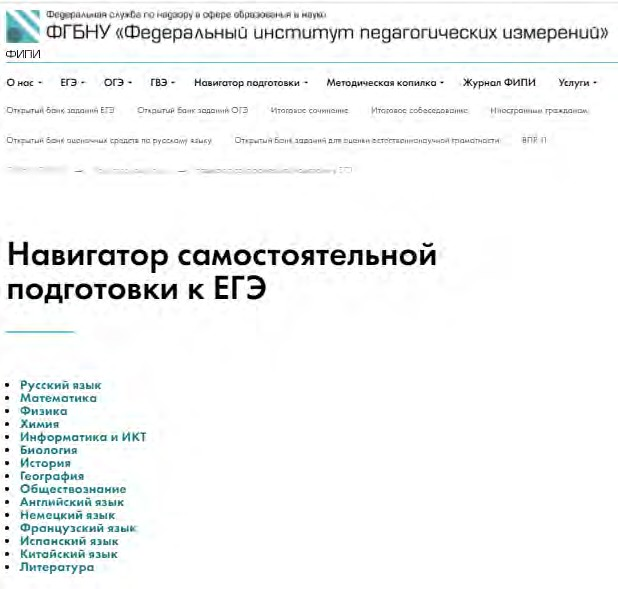 Федеральная служба по надзору в сфере образования и науки
ФГБНУ «Федеральный институт педагогических измерений»
ФИПИ
О нас ЕГЭ ОГЭ ГВЭ Навигатор подготовки Методическая копилка Журнал ФИПИ Услуги
Открытый банк заданий ЕГЭ Открытый банк заданий ОГЭ Итоговое сочинение Итоговое собеседование Иностранным гражданам
Открытый банк оценочных средств по русскому языку Открытый банк заданий для оценки естественнонаучной грамотности
Навигатор самостоятельной
подготовки к ЕГЭ
• Русский язык
• Математика
• Физика
• Химия
• Информатика и ИКТ
• Биология
• История
• География
• Обществознание
• Английский язык
• Немецкий язык
• Французский язык
• Испанский язык
• Китайский язык
• Литература